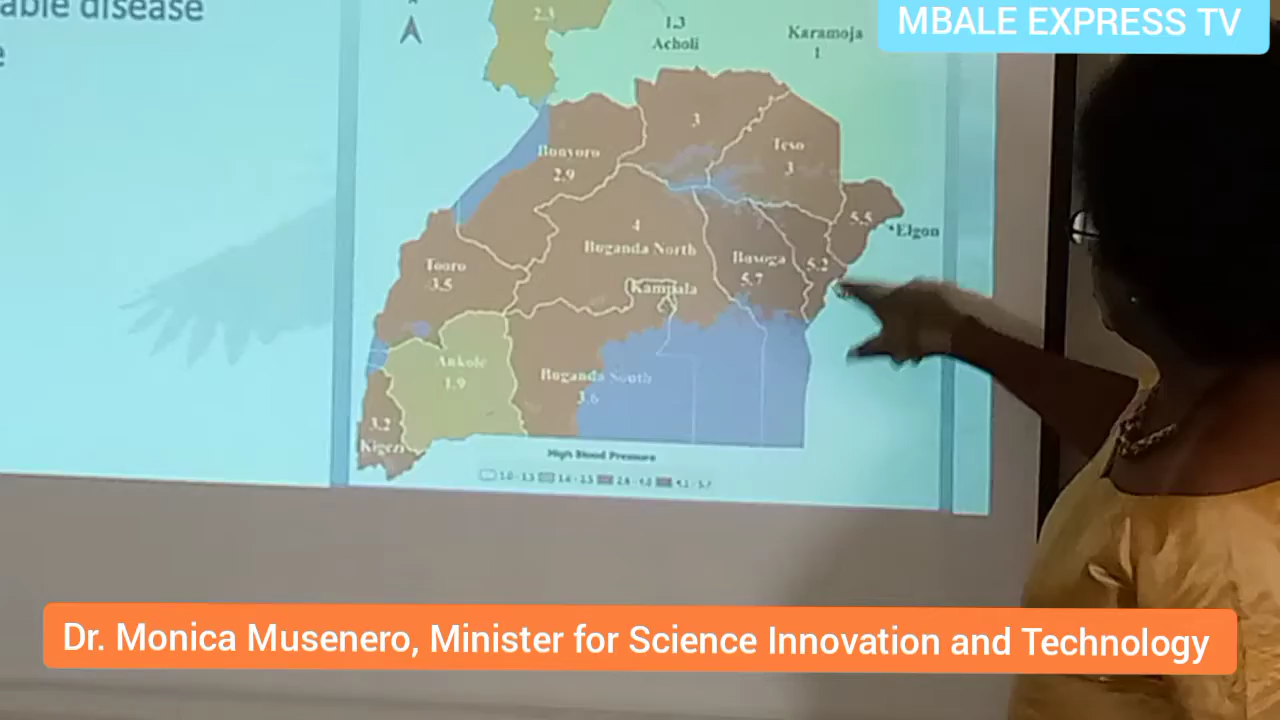 able disease
e
MBALE EXPRESS TV
2.3
1.3
Acholi
Karamoja
1
3
Teso
3
Bunyoro
2.9
5.5
Elgon
4
Buganda North
Busoga
5.7
5.2
Tooro
3.5
Kampala
Ankole
1.9
Buganda South
3.6
3.2
Kigezi
High Blood Pressure
Dr. Monica Musenero, Minister for Science Innovation and Technology